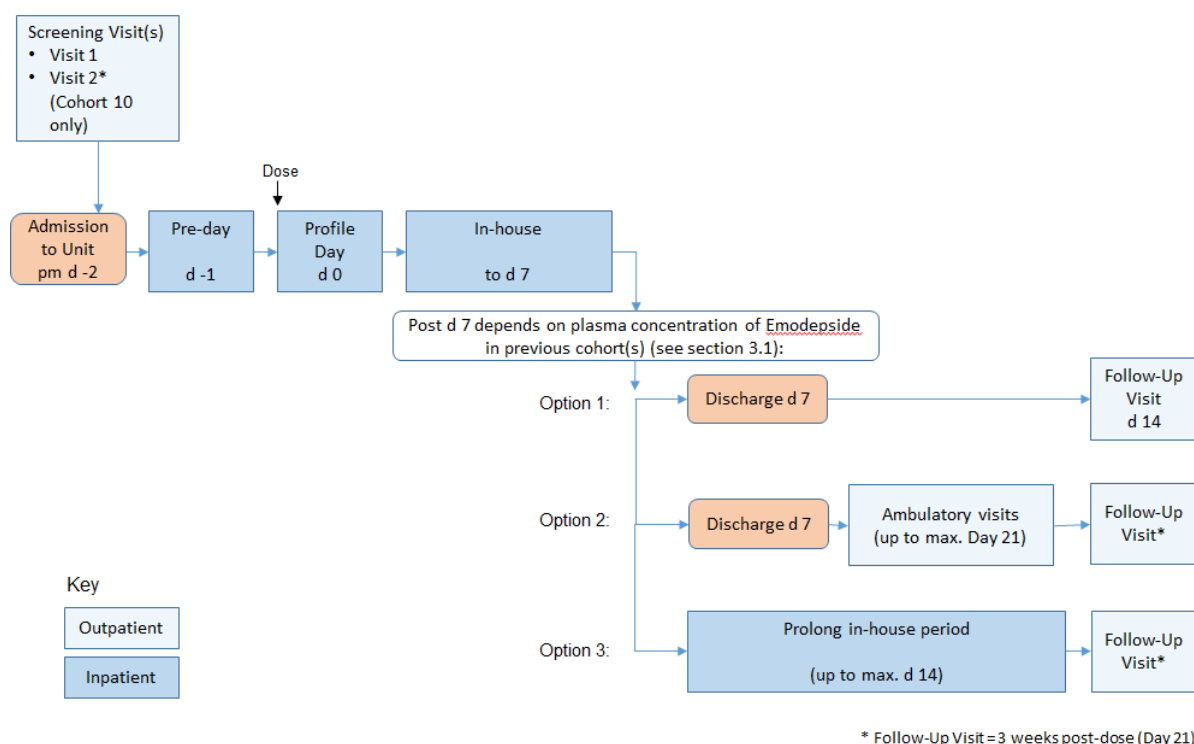 Screening Visit(s)
• Visit 1
• Visit 2*
(Cohort 10
only)
Dose
Admission
to Unit
pm d -2
Pre-day
d -1
Profile
Day
d 0
In-house
to d 7
Post d 7 depends on plasma concentration of Emodepside
in previous cohort(s) (see section 3.1):
Option 1:
Discharge d 7
Follow-Up
Visit
d 14
Option 2:
Discharge d 7
Ambulatory visits
(up to max. Day 21)
Follow-Up
Visit*
Option 3:
Prolong in-house period
(up to max. d 14)
Follow-Up
Visit*
Key
Outpatient
Inpatient
* Follow-Up Visit = 3 weeks post-dose (Day 21)